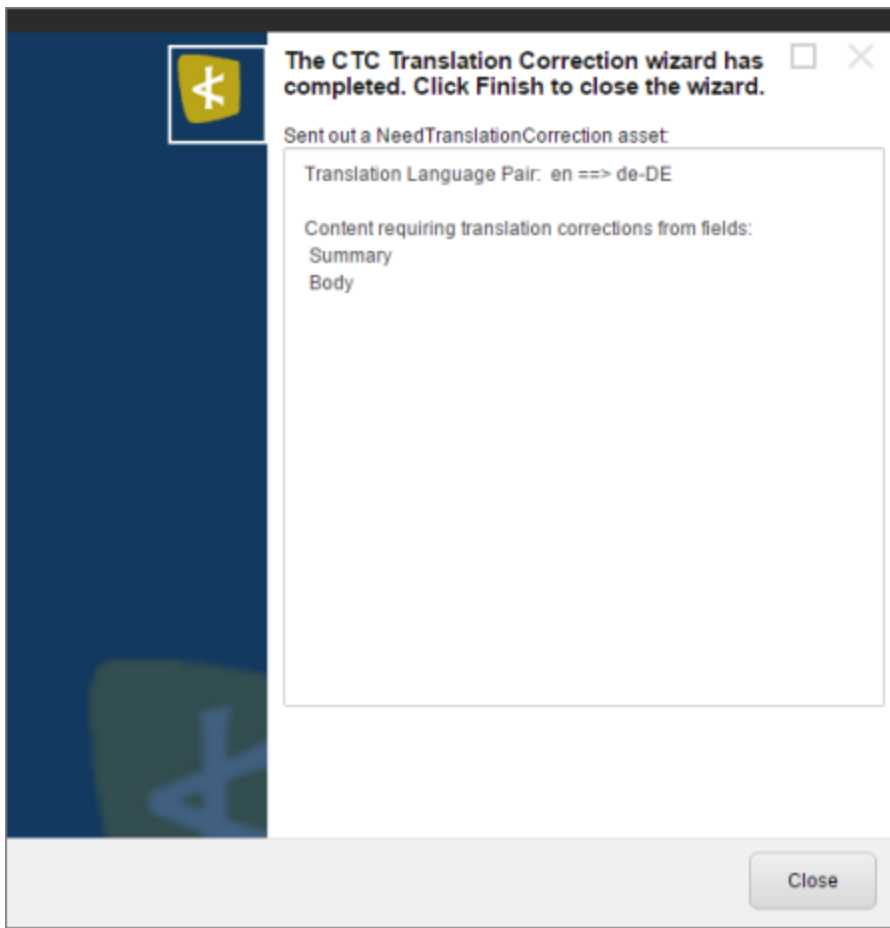 The CTC Translation Correction wizard has
completed. Click Finish to close the wizard.
Sent out a NeedTranslationCorrection asset:
Translation Language Pair:  en ==> de-DE
Content requiring translation corrections from fields:
Summary
Body
Close